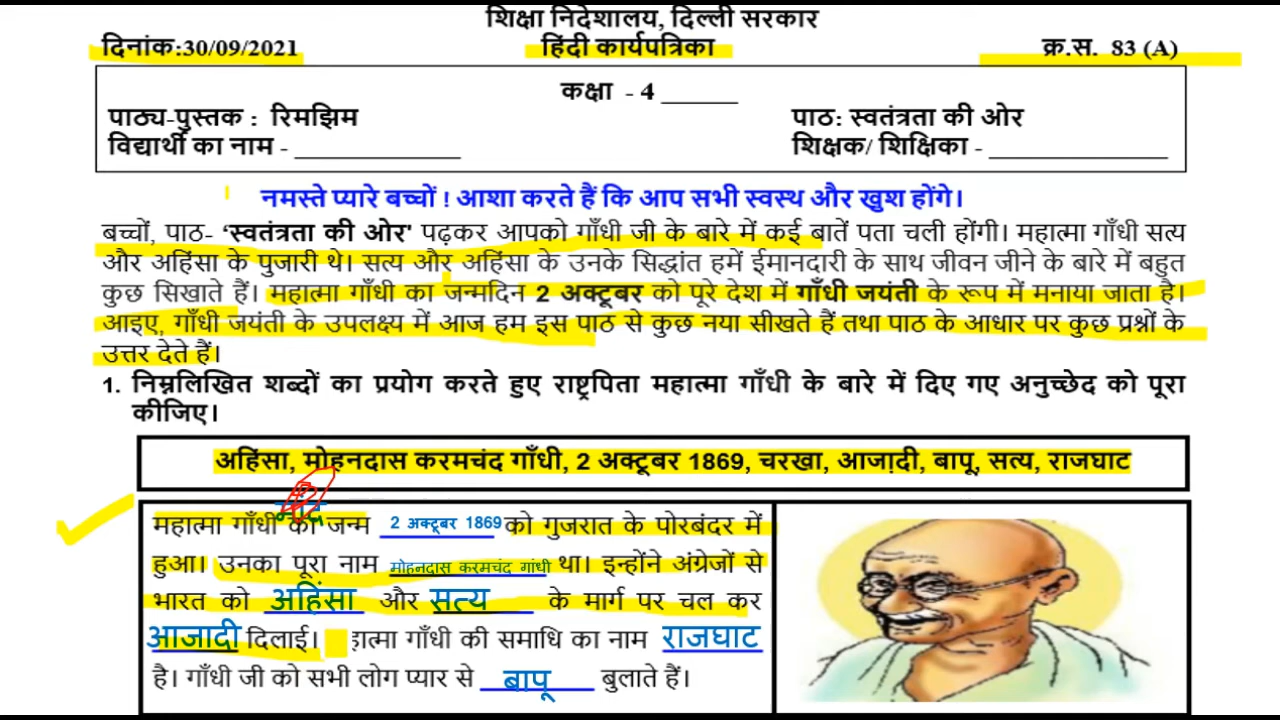 शिक्षा निदेशालय, दिल्ली सरकार
दिनांक:30/09/2021 हिंदी कार्यपत्रिका क्र.स. 83 (A)
कक्षा - 4 ______
पाठ्य-पुस्तक : रिमझिम पाठ: स्वतंत्रता की ओर
विद्यार्थी का नाम - ____________ शिक्षक/ शिक्षिका - ____________
नमस्ते प्यारे बच्चों ! आशा करते हैं कि आप सभी स्वस्थ और खुश होंगे।
बच्चों, पाठ- ‘स्वतंत्रता की ओर’ पढ़कर आपको गाँधी जी के बारे में कई बातें पता चली होंगी। महात्मा गाँधी सत्य
और अहिंसा के पुजारी थे। सत्य और अहिंसा के उनके सिद्धांत हमें ईमानदारी के साथ जीवन जीने के बारे में बहुत
कुछ सिखाते हैं। महात्मा गाँधी का जन्मदिन 2 अक्टूबर को पूरे देश में गाँधी जयंती के रूप में मनाया जाता है।
आइए, गाँधी जयंती के उपलक्ष्य में आज हम इस पाठ से कुछ नया सीखते हैं तथा पाठ के आधार पर कुछ प्रश्नों के
उत्तर देते हैं।
1. निम्नलिखित शब्दों का प्रयोग करते हुए राष्ट्रपिता महात्मा गाँधी के बारे में दिए गए अनुच्छेद को पूरा
कीजिए।
अहिंसा, मोहनदास करमचंद गाँधी, 2 अक्टूबर 1869, चरखा, आजा़दी, बापू, सत्य, राजघाट
महात्मा गाँधी का जन्म 2 अक्टूबर 1869 को गुजरात के पोरबंदर में
हुआ। उनका पूरा नाम मोहनदास करमचंद गांधी था। इन्होंने अंग्रेजों से
भारत को अहिंसा और सत्य के मार्ग पर चल कर
आजादी दिलाई। हात्मा गाँधी की समाधि का नाम राजघाट
है। गाँधी जी को सभी लोग प्यार से बापू बुलाते हैं।